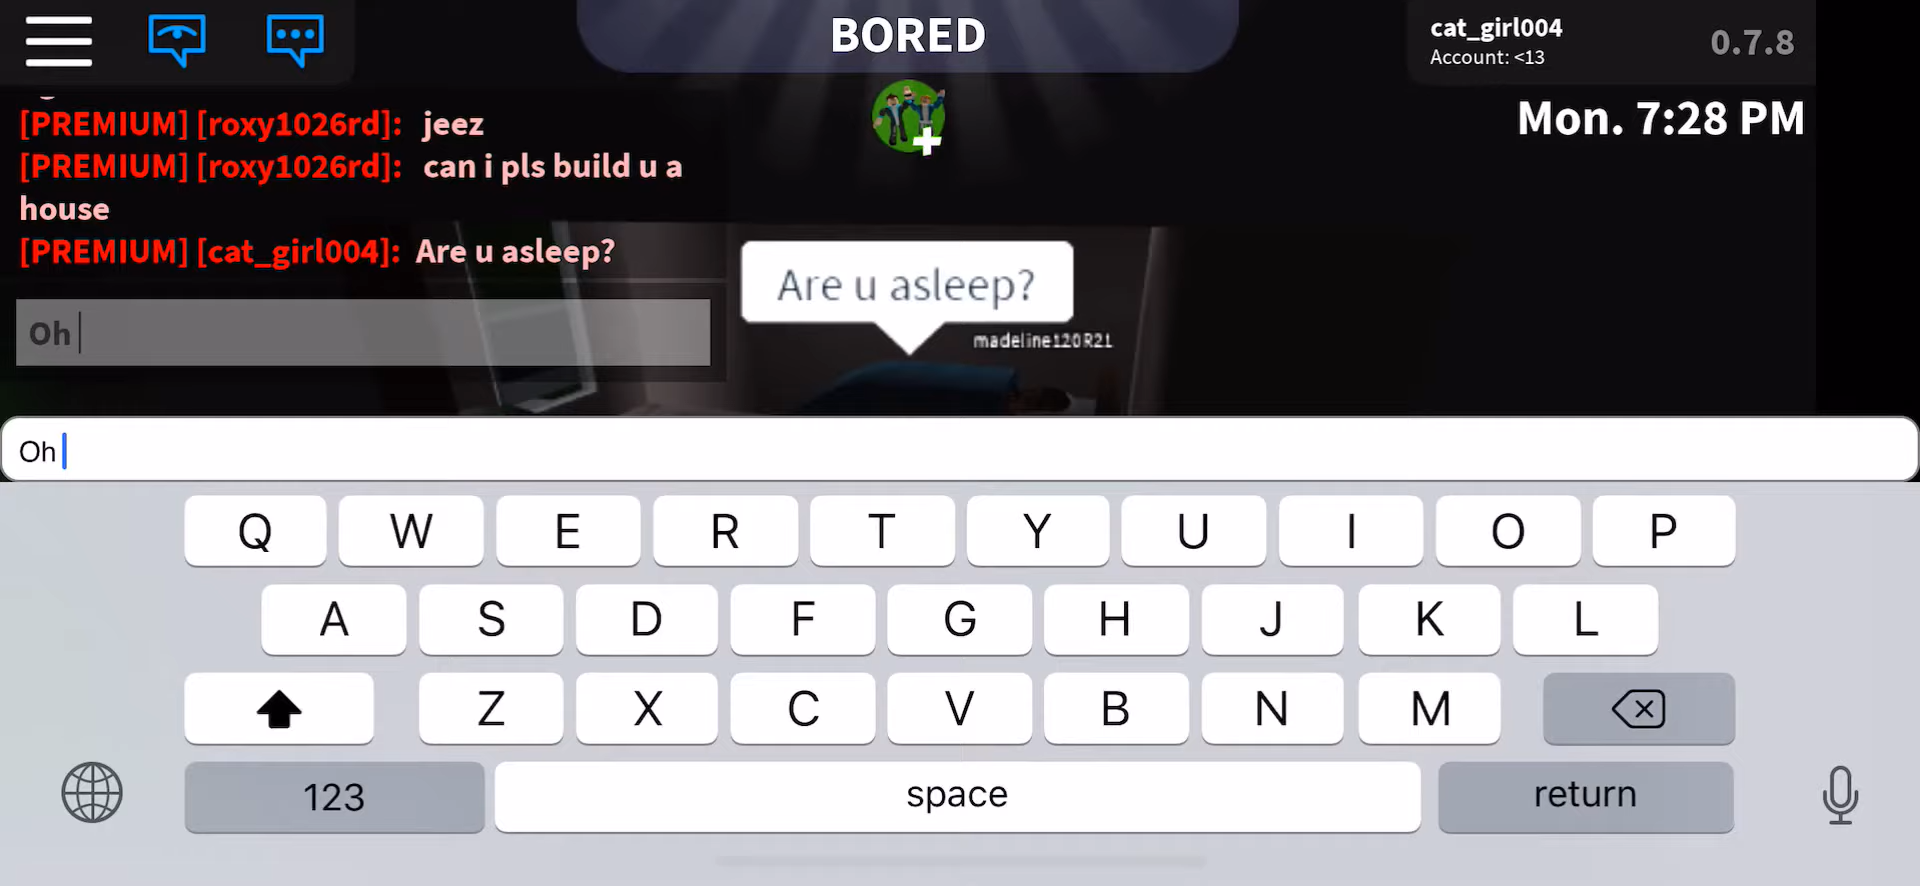 BORED
cat_girl004
Account: <13
0.7.8
Mon. 7:28 PM
[PREMIUM] [roxy1026rd]: jeez
[PREMIUM] [roxy1026rd]: can i pls build u a
house
[PREMIUM] [cat_girl004]: Are u asleep?
Oh
Are u asleep?
madeline120R21
Oh
Q W E R T Y U I O P
A S D F G H J K L
Z X C V B N M
123 space return